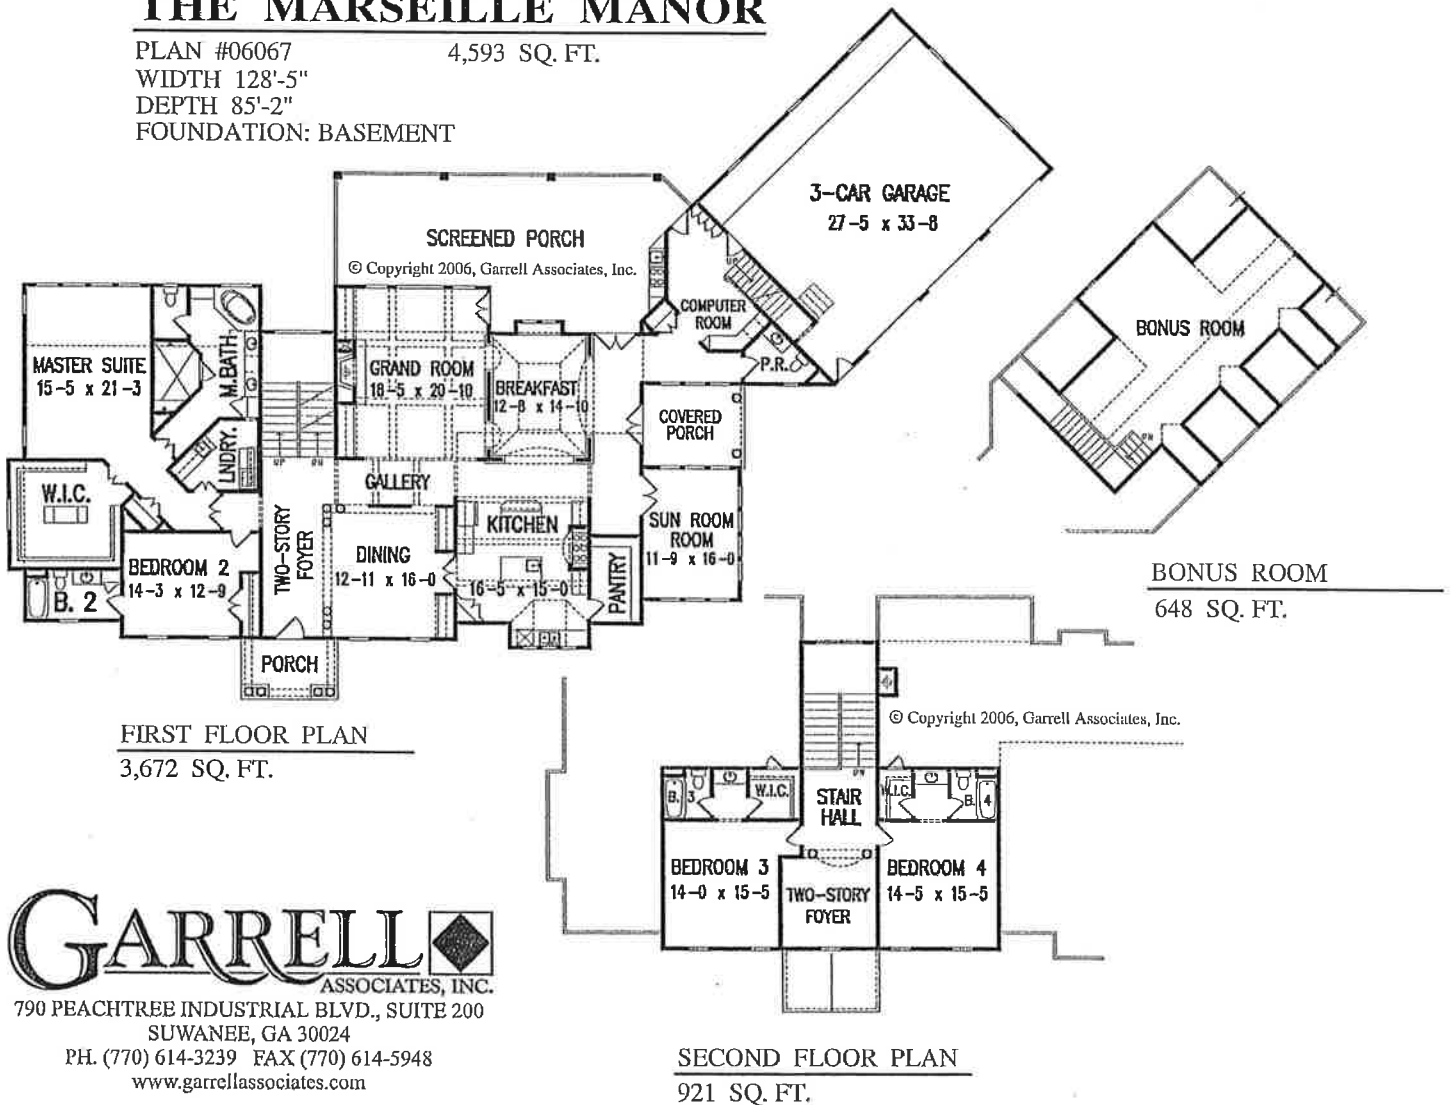 THE MARSEILLE MANOR
PLAN #06067
4,593 SQ. FT.
WIDTH 128'-5"
DEPTH 85'-2"
FOUNDATION: BASEMENT
3-CAR GARAGE
27-5 x 33-8
SCREENED PORCH
© Copyright 2006, Garrell Associates, Inc.
UP
COMPUTER
ROOM
P.R.
MASTER SUITE
15-5 x 21-3
M.BATH
GRAND ROOM
18-5 x 20-10
BREAKFAST
12-8 x 14-10
COVERED
PORCH
LNDRY.
UP
DN
GALLERY
W.I.C.
TWO-STORY
FOYER
KITCHEN
16-5 x 15-0
SUN ROOM
ROOM
11-9 x 16-0
DINING
12-11 x 16-0
BEDROOM 2
14-3 x 12-9
B. 2
PANTRY
PORCH
FIRST FLOOR PLAN
3,672 SQ. FT.
BONUS ROOM
DN
BONUS ROOM
648 SQ. FT.
© Copyright 2006, Garrell Associates, Inc.
DN
B. 3
W.I.C.
STAIR
HALL
W.I.C.
B. 4
BEDROOM 3
14-0 x 15-5
TWO-STORY
FOYER
BEDROOM 4
14-5 x 15-5
SECOND FLOOR PLAN
921 SQ. FT.
GARRELL
ASSOCIATES, INC.
790 PEACHTREE INDUSTRIAL BLVD., SUITE 200
SUWANEE, GA 30024
PH. (770) 614-3239 FAX (770) 614-5948
www.garrellassociates.com